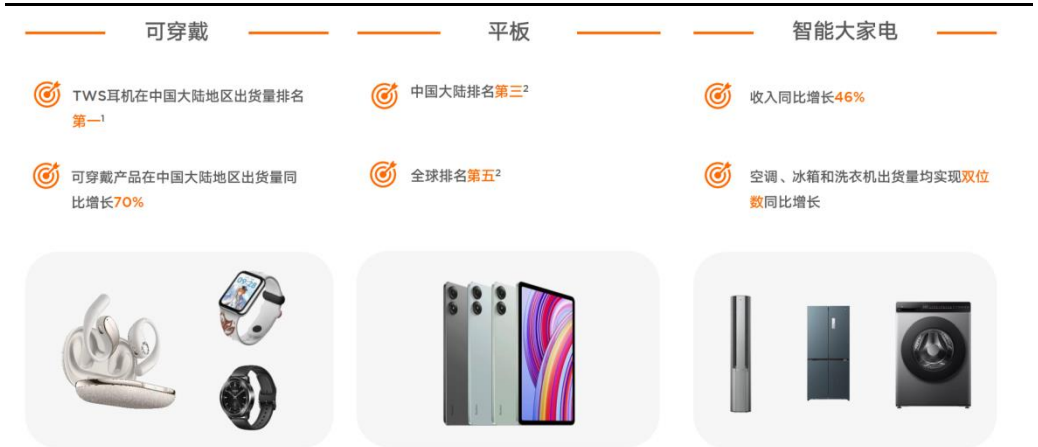 可穿戴
TWS耳机在中国大陆地区出货量排名
第一¹
可穿戴产品在中国大陆地区出货量同
比增长70%
平板
中国大陆排名第三²
全球排名第五²
智能大家电
收入同比增长46%
空调、冰箱和洗衣机出货量均实现双位
数同比增长
09:28